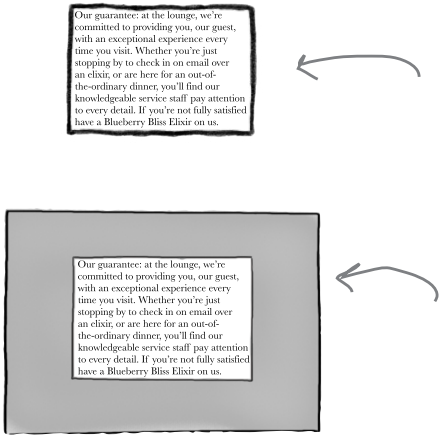 Our guarantee: at the lounge, we're
committed to providing you, our guest,
with an exceptional experience every
time you visit. Whether you're just
stopping by to check in on email over
an elixir, or are here for an out-of-
the-ordinary dinner, you'll find our
knowledgeable service staff pay attention
to every detail. If you're not fully satisfied
have a Blueberry Bliss Elixir on us.
Our guarantee: at the lounge, we're
committed to providing you, our guest,
with an exceptional experience every
time you visit. Whether you're just
stopping by to check in on email over
an elixir, or are here for an out-of-
the-ordinary dinner, you'll find our
knowledgeable service staff pay attention
to every detail. If you're not fully satisfied
have a Blueberry Bliss Elixir on us.